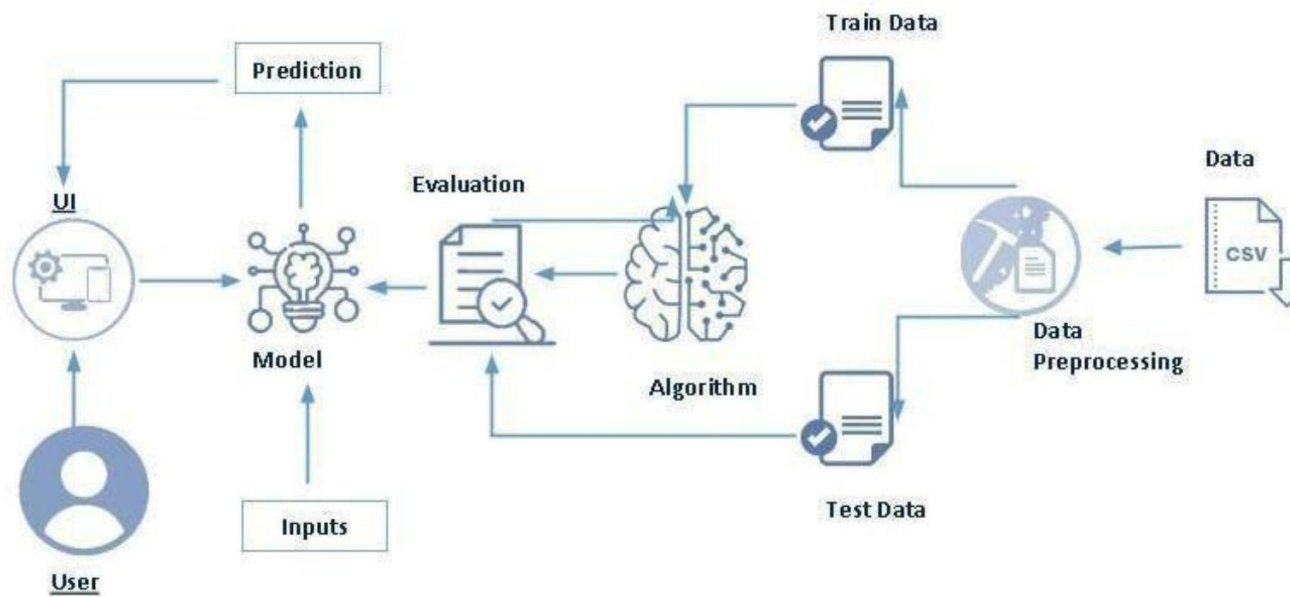 Train Data
Prediction
Data
Evaluation
UI
CSV
Model
Data
Preprocessing
Algorithm
Test Data
Inputs
User